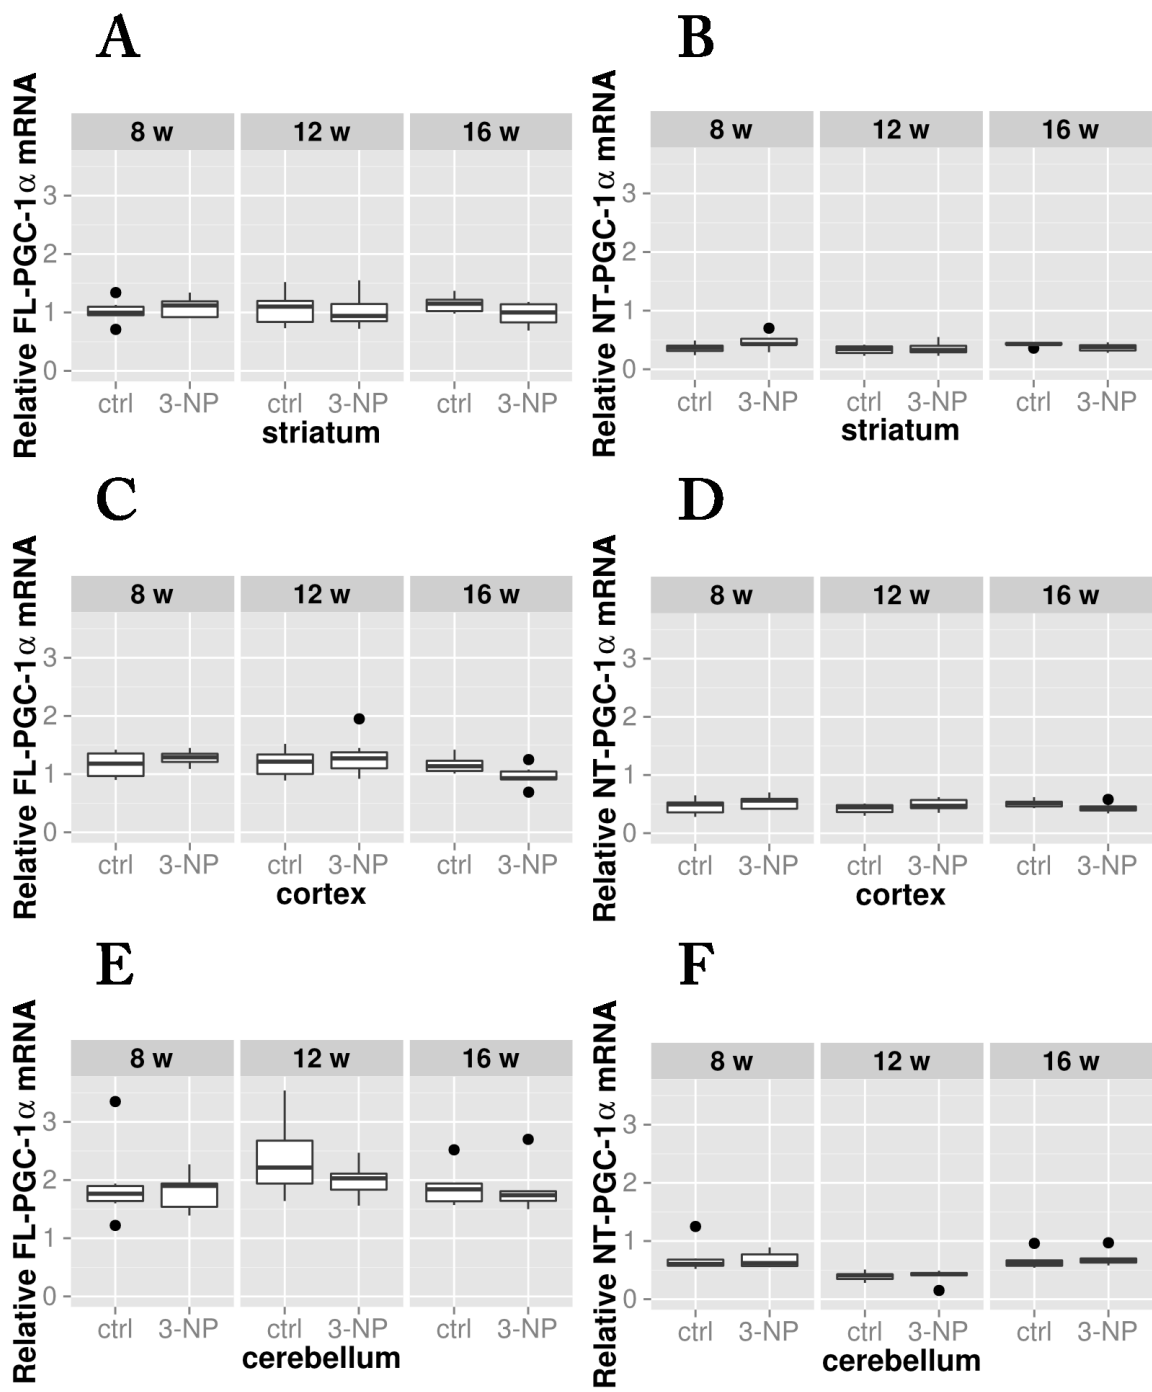 A
Relative FL-PGC-1α mRNA
8 w 12 w 16 w
3
2
1
0
ctrl 3-NP ctrl 3-NP ctrl 3-NP
striatum
B
Relative NT-PGC-1α mRNA
8 w 12 w 16 w
3
2
1
0
ctrl 3-NP ctrl 3-NP ctrl 3-NP
striatum
C
Relative FL-PGC-1α mRNA
8 w 12 w 16 w
3
2
1
0
ctrl 3-NP ctrl 3-NP ctrl 3-NP
cortex
D
Relative NT-PGC-1α mRNA
8 w 12 w 16 w
3
2
1
0
ctrl 3-NP ctrl 3-NP ctrl 3-NP
cortex
E
Relative FL-PGC-1α mRNA
8 w 12 w 16 w
3
2
1
0
ctrl 3-NP ctrl 3-NP ctrl 3-NP
cerebellum
F
Relative NT-PGC-1α mRNA
8 w 12 w 16 w
3
2
1
0
ctrl 3-NP ctrl 3-NP ctrl 3-NP
cerebellum